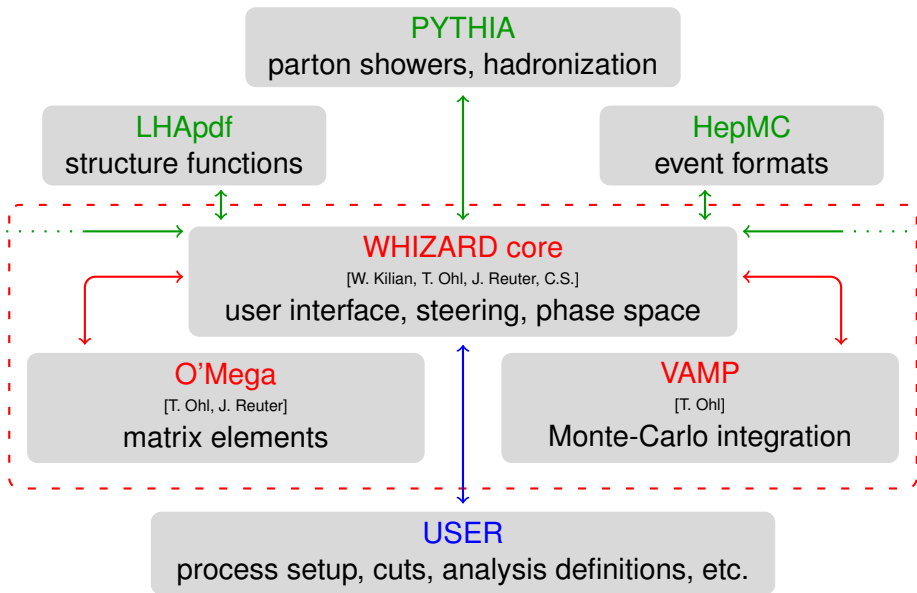 PYTHIA
parton showers, hadronization
LHApdf
structure functions
HepMC
event formats
WHIZARD core
[W. Kilian, T. Ohl, J. Reuter, C.S.]
user interface, steering, phase space
O'Mega
[T. Ohl, J. Reuter]
matrix elements
VAMP
[T. Ohl]
Monte-Carlo integration
USER
process setup, cuts, analysis definitions, etc.